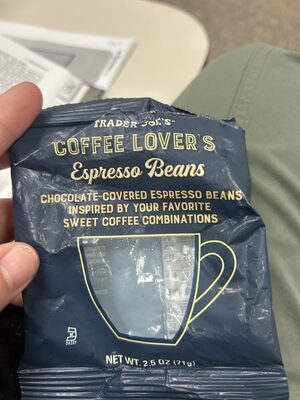 TRADER JOE'S
COFFEE LOVER'S
Espresso Beans
CHOCOLATE-COVERED ESPRESSO BEANS
INSPIRED BY YOUR FAVORITE
SWEET COFFEE COMBINATIONS
NET WT. 2.5 OZ (71g)